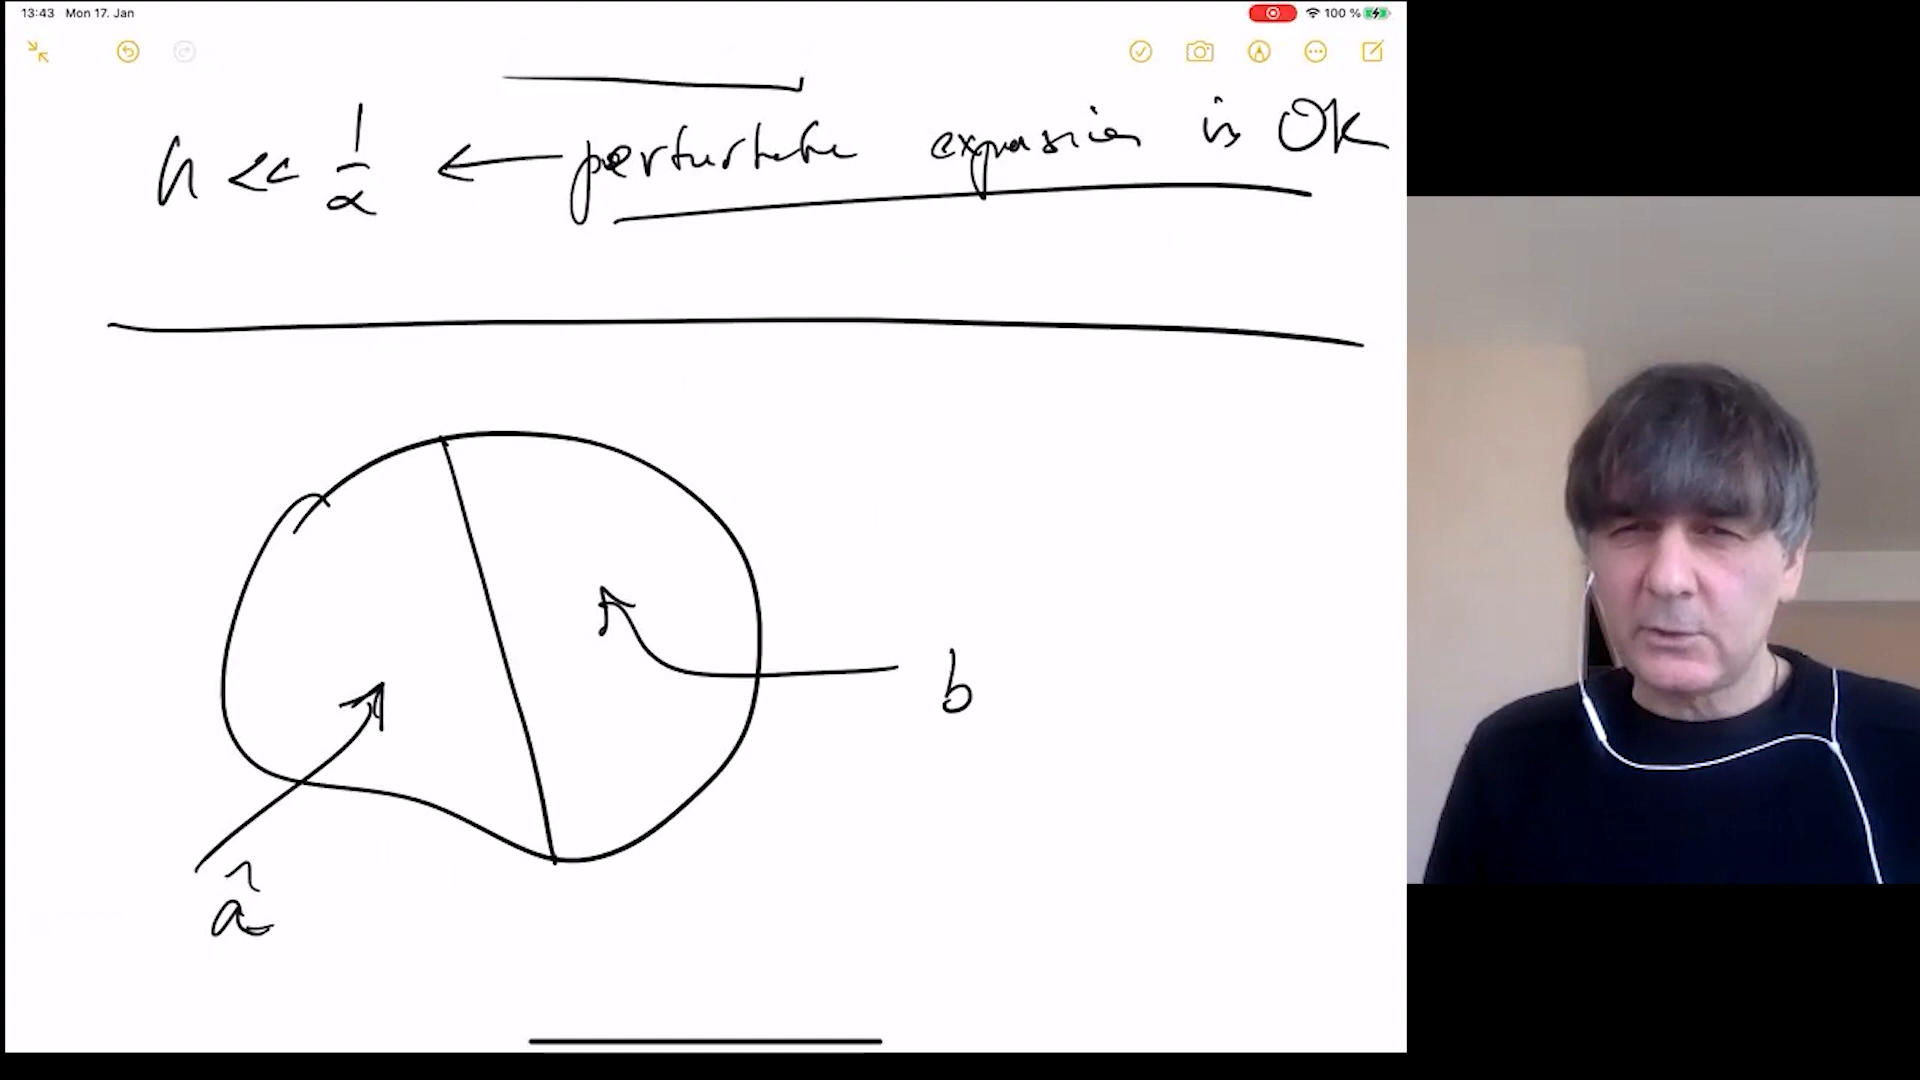 13:43 Mon 17. Jan 100 %
n << 1/α ← perturbative expansion is OK
b
â